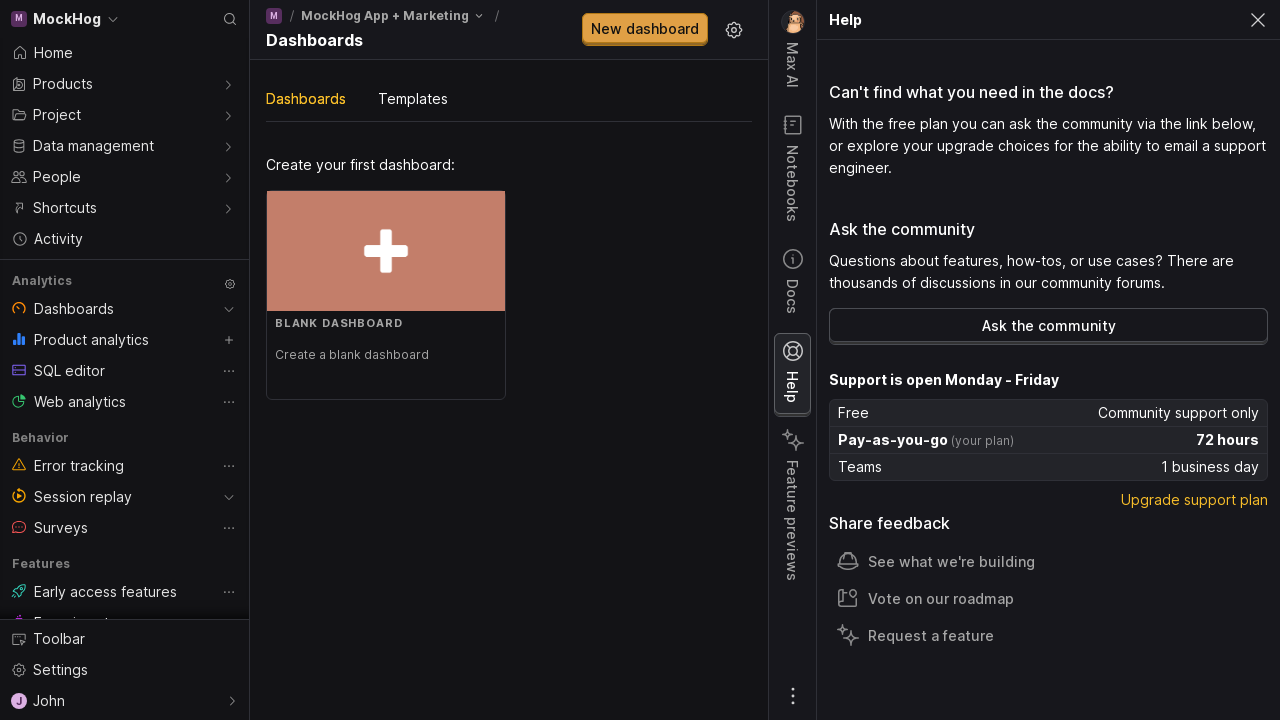 M MockHog
Home
Products
Project
Data management
People
Shortcuts
Activity
Analytics
Dashboards
Product analytics
SQL editor
Web analytics
Behavior
Error tracking
Session replay
Surveys
Features
Early access features
Toolbar
Settings
J John
M / MockHog App + Marketing /
Dashboards
New dashboard
Dashboards Templates
Create your first dashboard:
BLANK DASHBOARD
Create a blank dashboard
Max AI
Notebooks
Docs
Help
Feature previews
Help
Can't find what you need in the docs?
With the free plan you can ask the community via the link below,
or explore your upgrade choices for the ability to email a support
engineer.
Ask the community
Questions about features, how-tos, or use cases? There are
thousands of discussions in our community forums.
Ask the community
Support is open Monday - Friday
Free Community support only
Pay-as-you-go (your plan) 72 hours
Teams 1 business day
Upgrade support plan
Share feedback
See what we're building
Vote on our roadmap
Request a feature